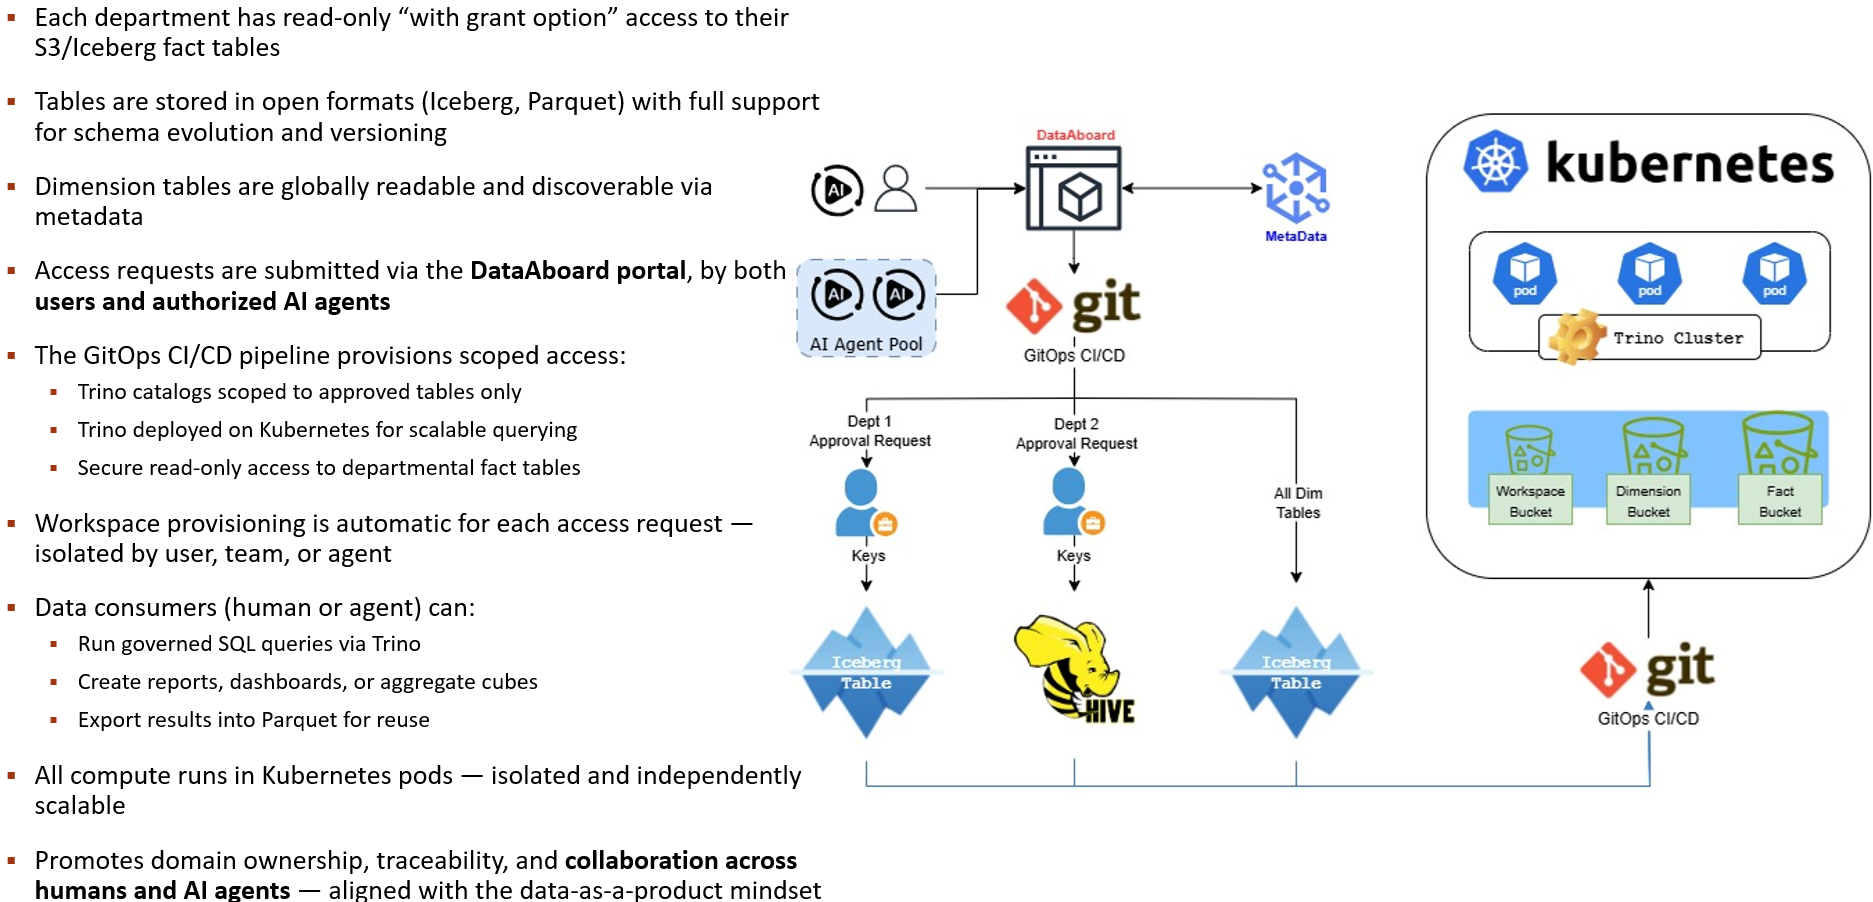 Each department has read-only “with grant option” access to their
S3/Iceberg fact tables
Tables are stored in open formats (Iceberg, Parquet) with full support
for schema evolution and versioning
Dimension tables are globally readable and discoverable via
metadata
Access requests are submitted via the DataAboard portal, by both
users and authorized AI agents
The GitOps CI/CD pipeline provisions scoped access:
Trino catalogs scoped to approved tables only
Trino deployed on Kubernetes for scalable querying
Secure read-only access to departmental fact tables
Workspace provisioning is automatic for each access request —
isolated by user, team, or agent
Data consumers (human or agent) can:
Run governed SQL queries via Trino
Create reports, dashboards, or aggregate cubes
Export results into Parquet for reuse
All compute runs in Kubernetes pods — isolated and independently
scalable
Promotes domain ownership, traceability, and collaboration across
humans and AI agents — aligned with the data-as-a-product mindset
DataAboard
AI
MetaData
AI
AI
AI Agent Pool
git
GitOps CI/CD
Dept 1
Approval Request
Dept 2
Approval Request
All Dim
Tables
Keys
Keys
Iceberg
Table
HIVE
Iceberg
Table
kubernetes
pod
pod
pod
Trino Cluster
Workspace
Bucket
Dimension
Bucket
Fact
Bucket
git
GitOps CI/CD